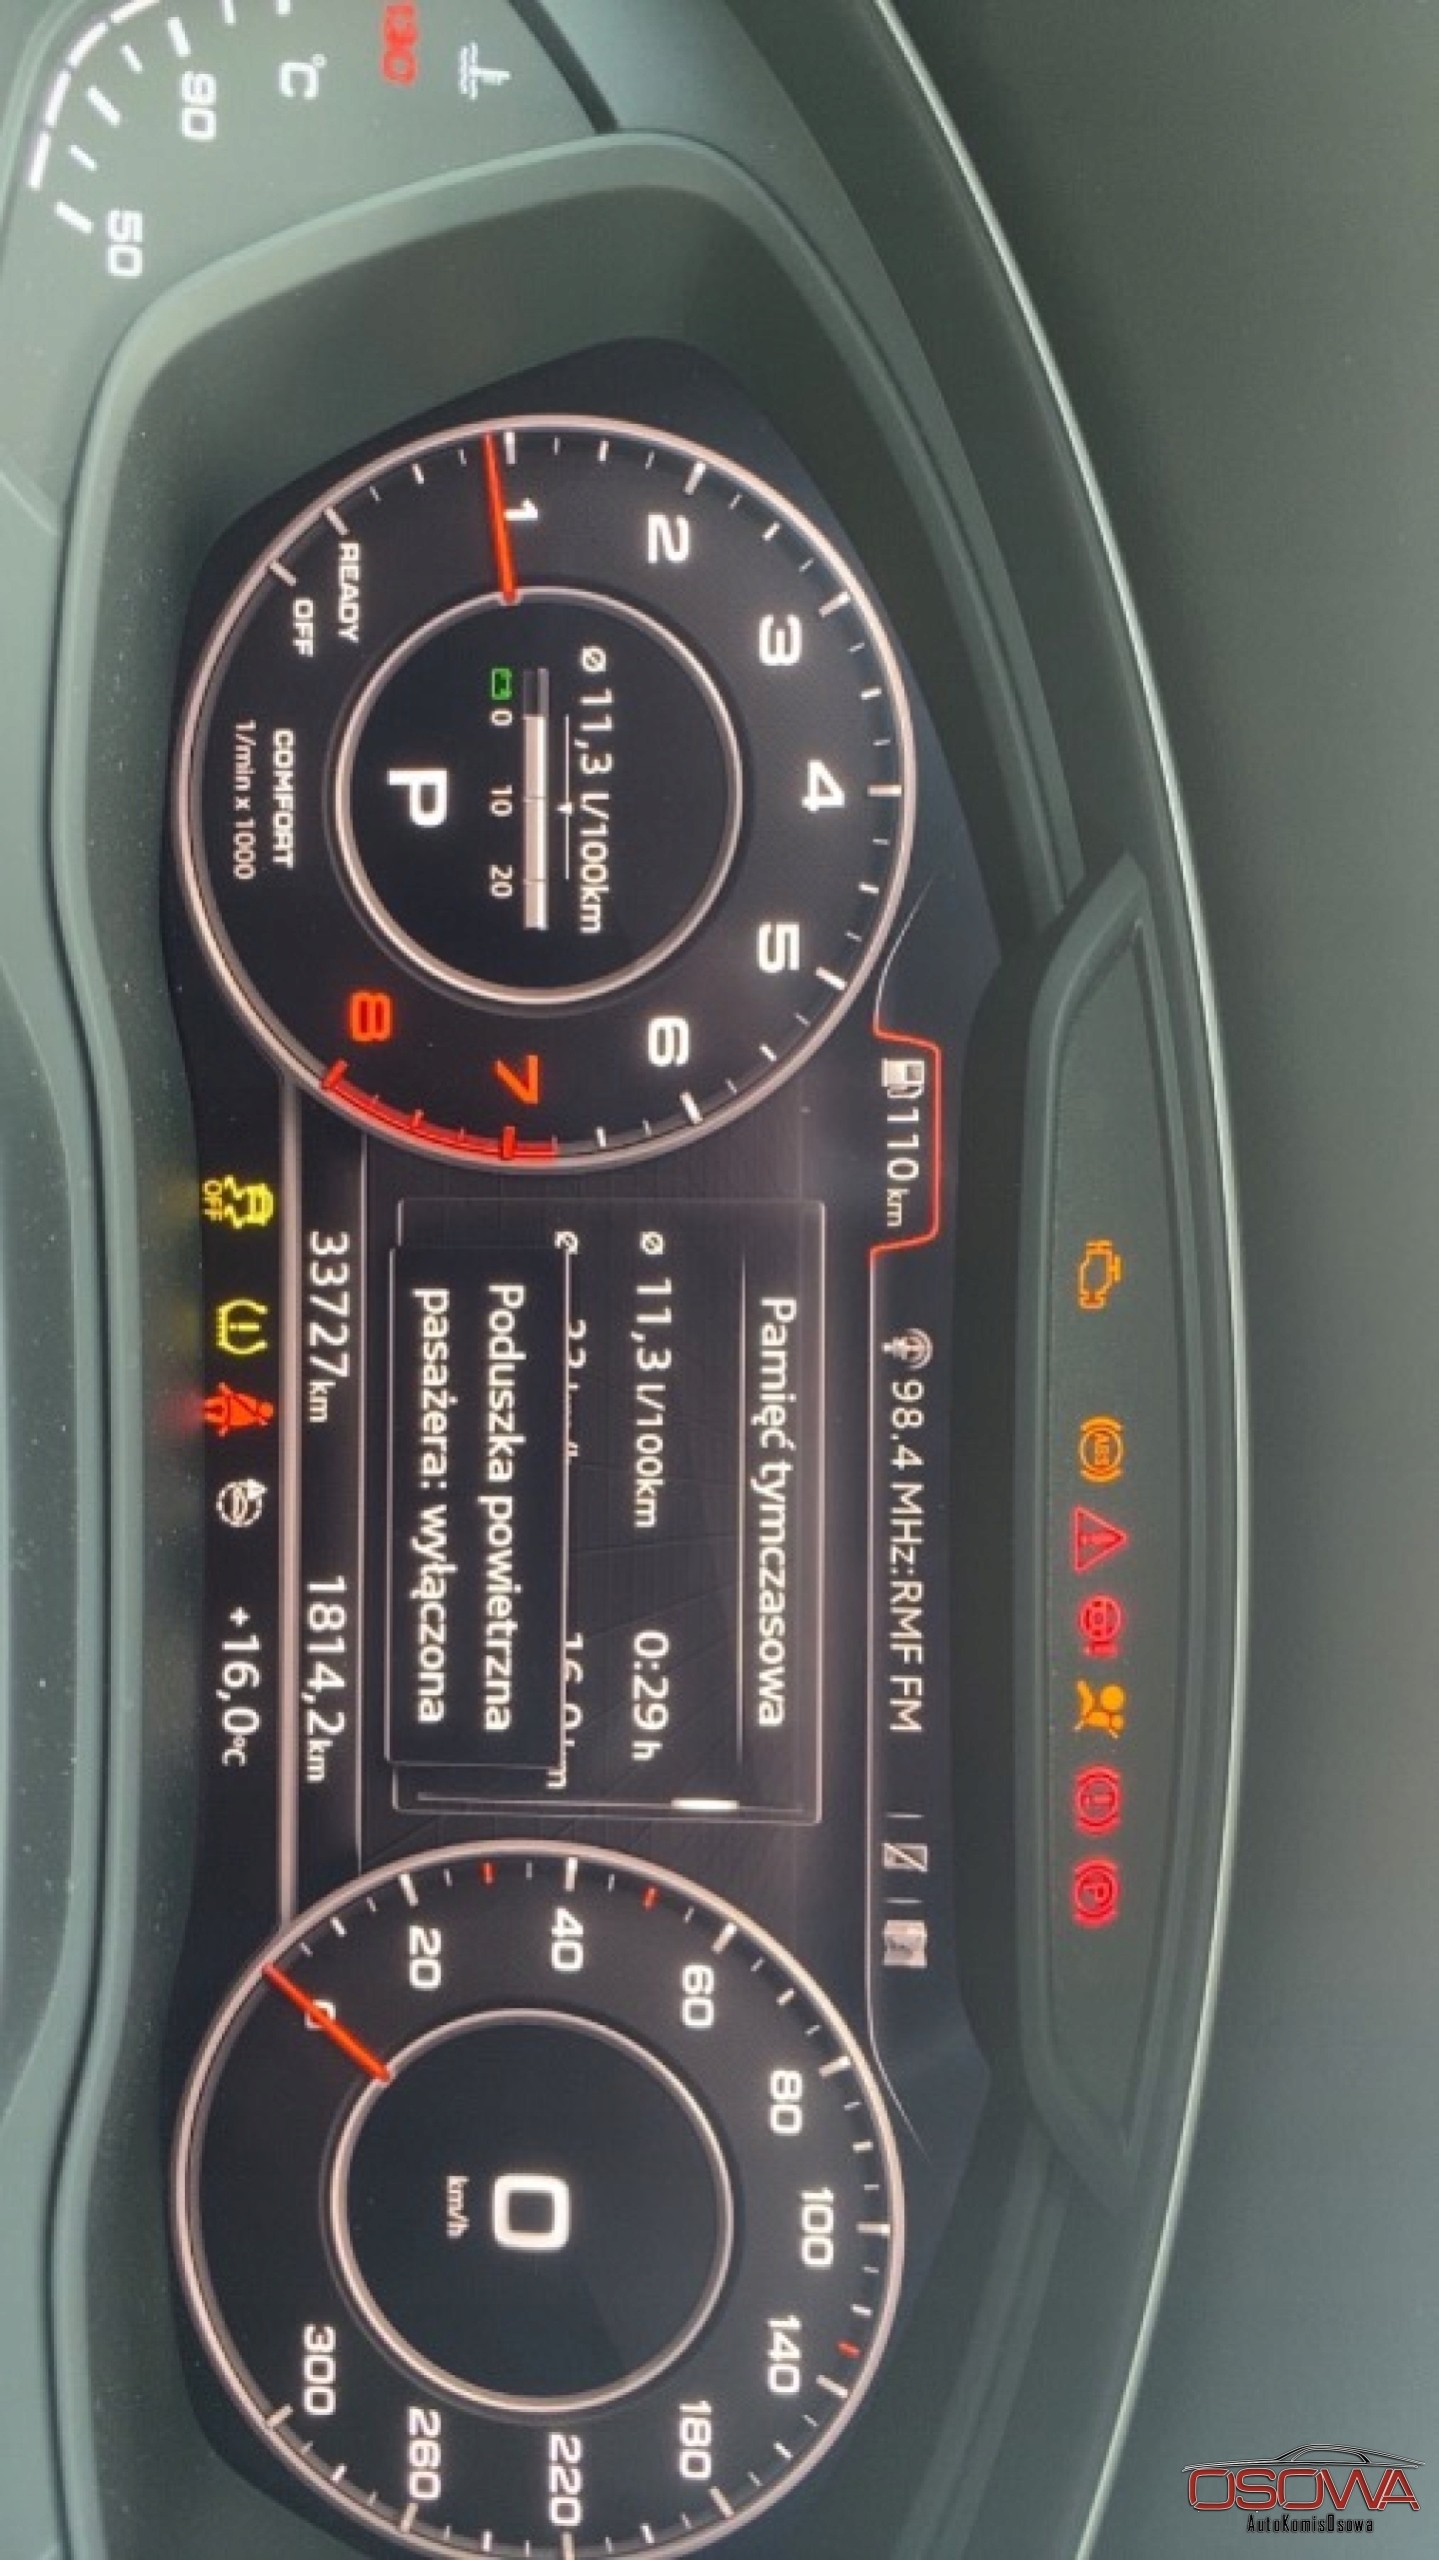 130
°C
90
50
1
2
3
4
5
6
7
8
READY
OFF
COMFORT
1/min x 1000
ø 11,3 l/100km
0 10 20
P
110 km
98.4 MHz:RMF FM
Pamięć tymczasowa
ø 11,3 l/100km 0:29 h
ø
Poduszka powietrzna
pasażera: wyłączona
33727 km 1814,2 km
OFF
+16,0°C
ABS
P
0
20
40
60
80
100
140
180
220
260
300
0
km/h
OSOWA
AutoKomisOsowa